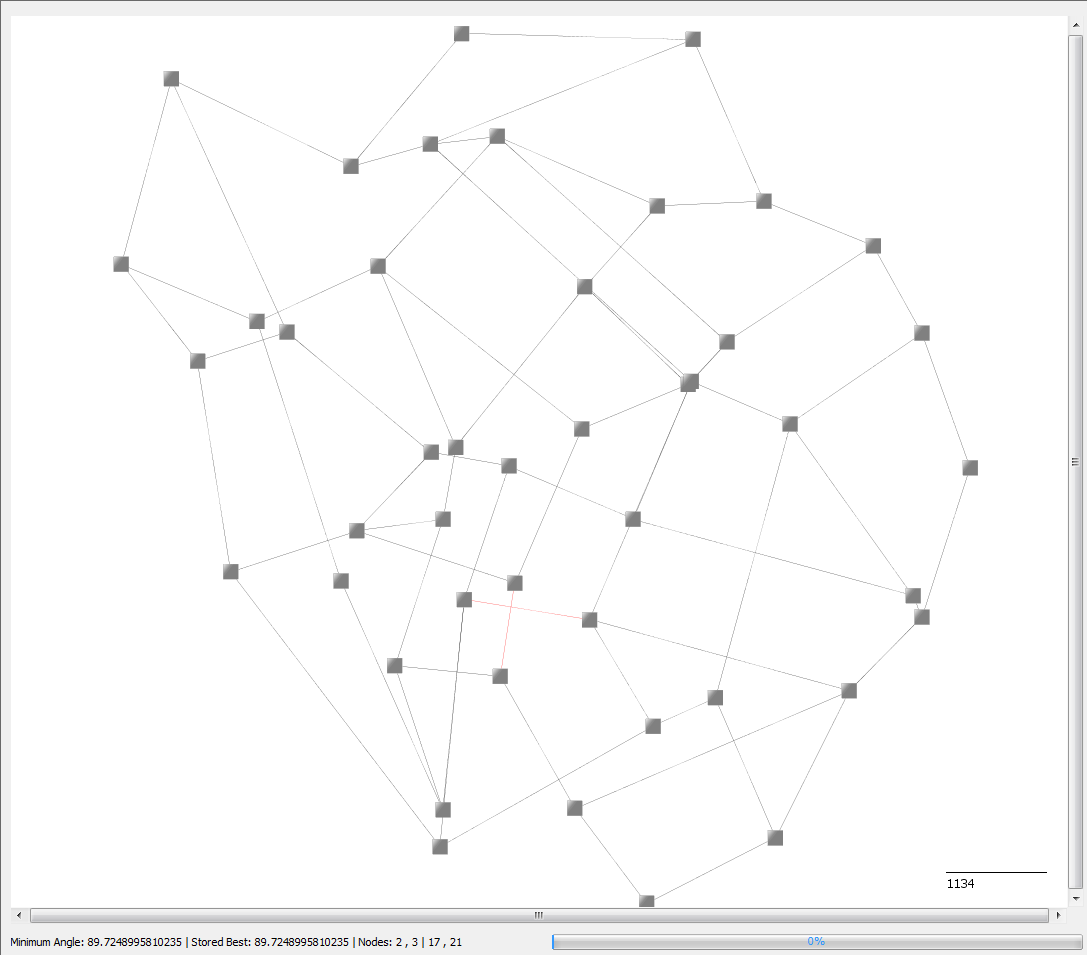 1134
Minimum Angle: 89.7248995810235 | Stored Best: 89.7248995810235 | Nodes: 2 , 3 | 17 , 21
0%